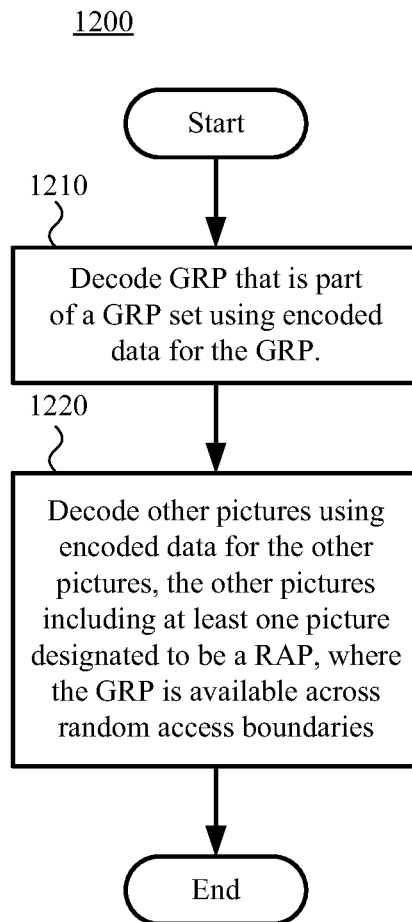 1200
Start
1210
Decode GRP that is part
of a GRP set using encoded
data for the GRP.
1220
Decode other pictures using
encoded data for the other
pictures, the other pictures
including at least one picture
designated to be a RAP, where
the GRP is available across
random access boundaries
End